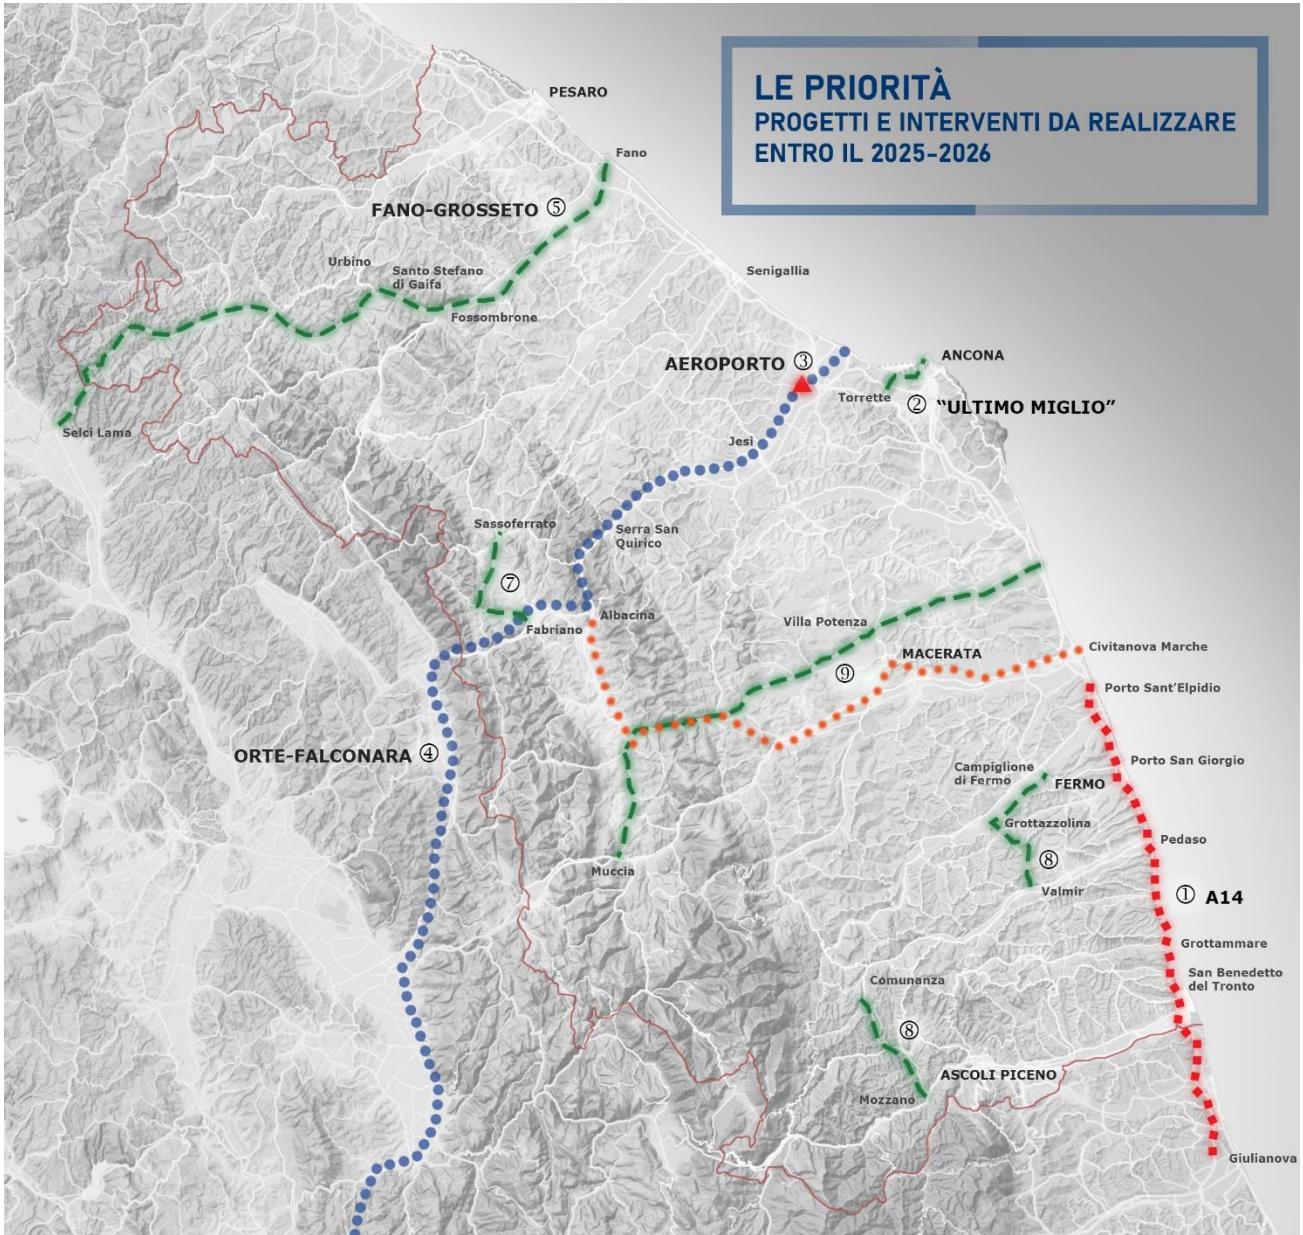 LE PRIORITÀ
PROGETTI E INTERVENTI DA REALIZZARE
ENTRO IL 2025-2026
PESARO
Fano
FANO-GROSSETO ⑤
Urbino
Santo Stefano
di Gaifa
Fossombrone
Senigallia
Selci Lama
AEROPORTO ③
ANCONA
Torrette
② “ULTIMO MIGLIO”
Jesi
Sassoferrato
Serra San
Quirico
⑦
Albacina
Fabriano
Villa Potenza
MACERATA
Civitanova Marche
⑨
Porto Sant’Elpidio
ORTE-FALCONARA ④
Porto San Giorgio
Campiglione
di Fermo
FERMO
Grottazzolina
Pedaso
⑧
Muccia
Valmir
① A14
Grottammare
Comunanza
San Benedetto
del Tronto
⑧
ASCOLI PICENO
Mozzano
Giulianova